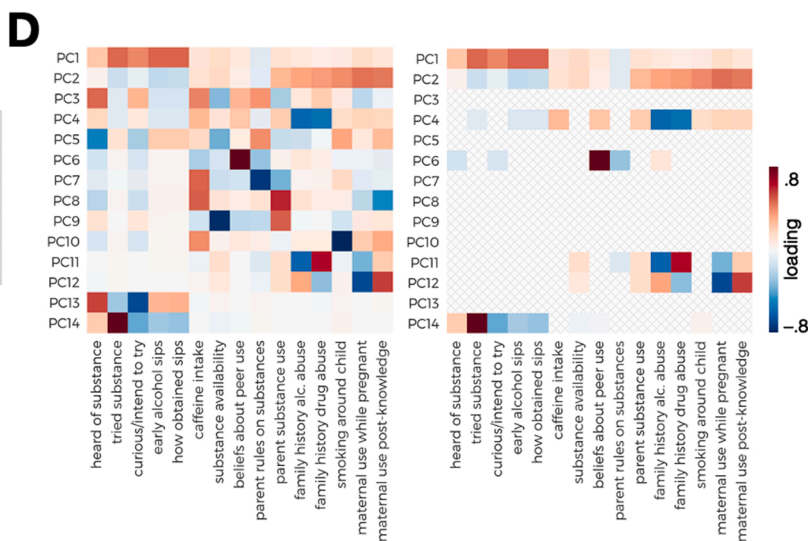 D
PC1
PC2
PC3
PC4
PC5
PC6
PC7
PC8
PC9
PC10
PC11
PC12
PC13
PC14
heard of substance
tried substance
curious/intend to try
early alcohol sips
how obtained sips
caffeine intake
substance availability
beliefs about peer use
parent rules on substances
parent substance use
family history alc. abuse
family history drug abuse
smoking around child
maternal use while pregnant
maternal use post-knowledge
PC1
PC2
PC3
PC4
PC5
PC6
PC7
PC8
PC9
PC10
PC11
PC12
PC13
PC14
heard of substance
tried substance
curious/intend to try
early alcohol sips
how obtained sips
caffeine intake
substance availability
beliefs about peer use
parent rules on substances
parent substance use
family history alc. abuse
family history drug abuse
smoking around child
maternal use while pregnant
maternal use post-knowledge
.8
loading
–.8